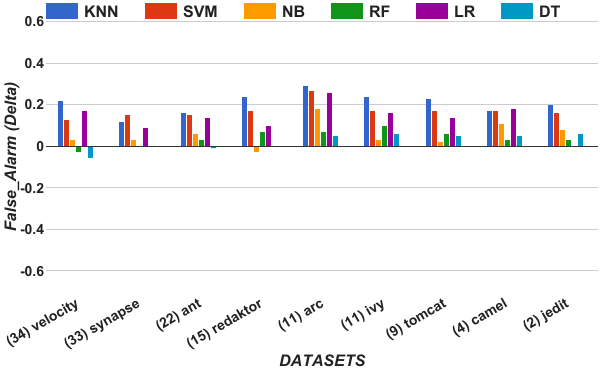 KNN SVM NB RF LR DT
0.6
0.4
0.2
0
-0.2
-0.4
-0.6
False_Alarm (Delta)
(34) velocity
(33) synapse
(22) ant
(15) redaktor
(11) arc
(11) ivy
(9) tomcat
(4) camel
(2) jedit
DATASETS